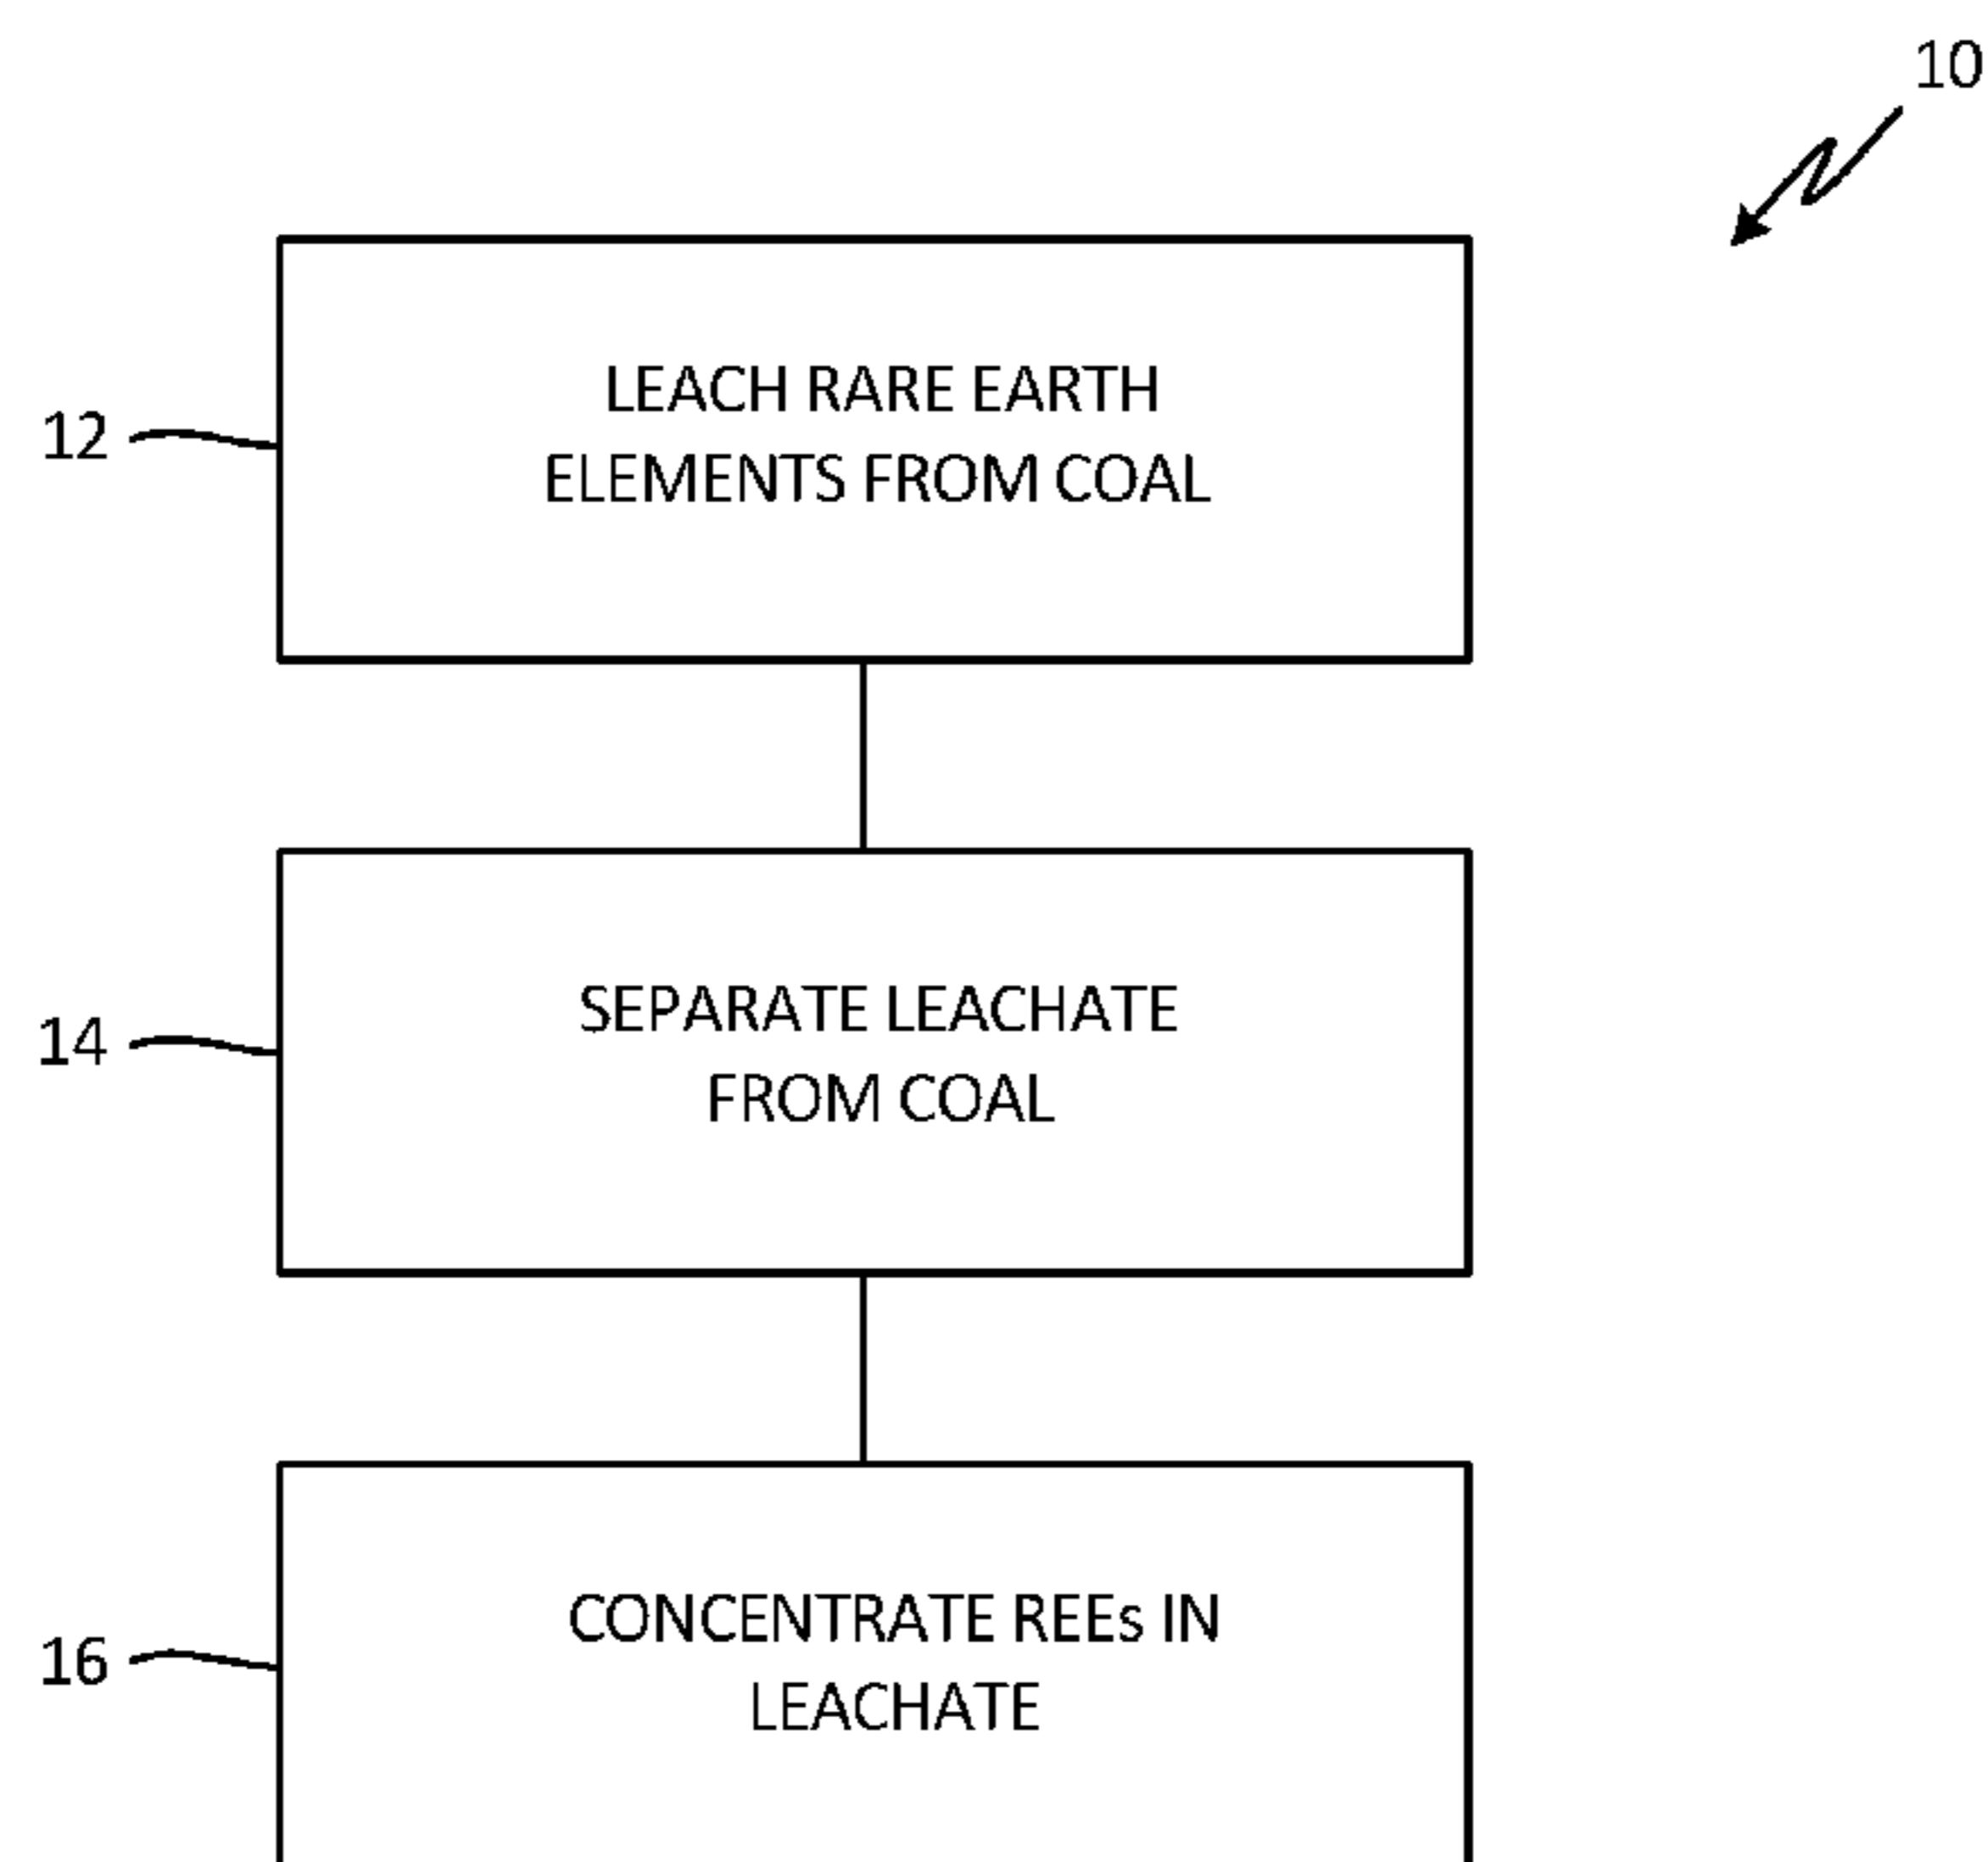 10
12
LEACH RARE EARTH
ELEMENTS FROM COAL
14
SEPARATE LEACHATE
FROM COAL
16
CONCENTRATE REEs IN
LEACHATE